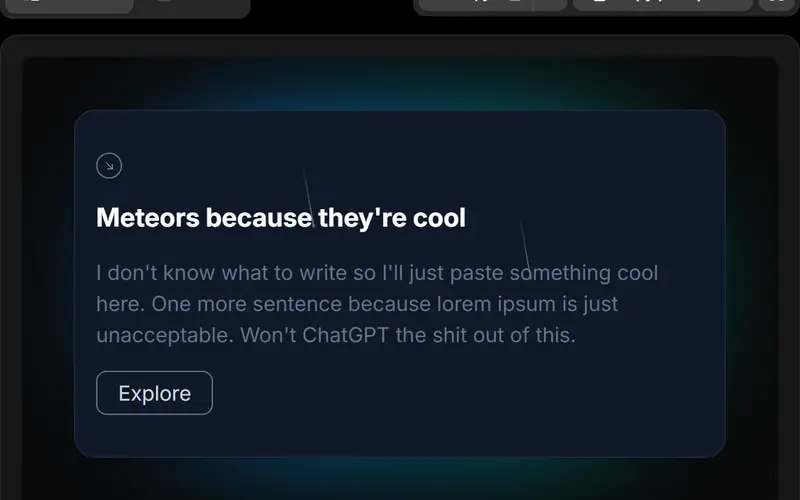 Meteors because they're cool
I don't know what to write so I'll just paste something cool
here. One more sentence because lorem ipsum is just
unacceptable. Won't ChatGPT the shit out of this.
Explore